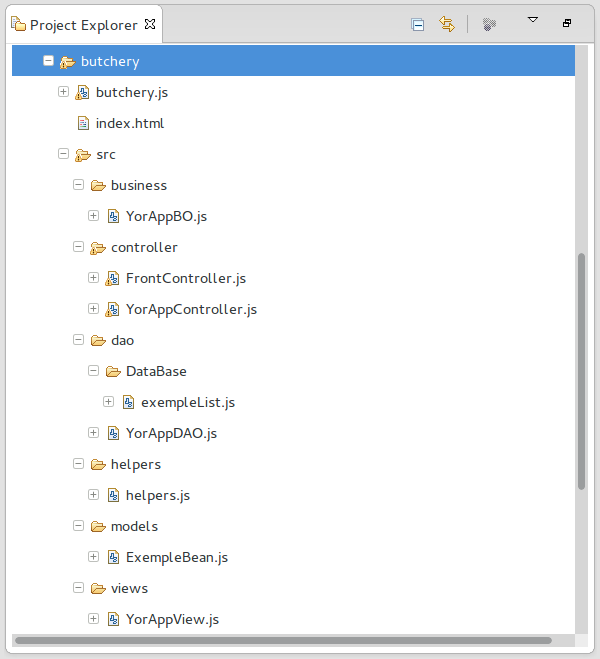 Project Explorer
butchery
butchery.js
index.html
src
business
YorAppBO.js
controller
FrontController.js
YorAppController.js
dao
DataBase
exempleList.js
YorAppDAO.js
helpers
helpers.js
models
ExempleBean.js
views
YorAppView.js